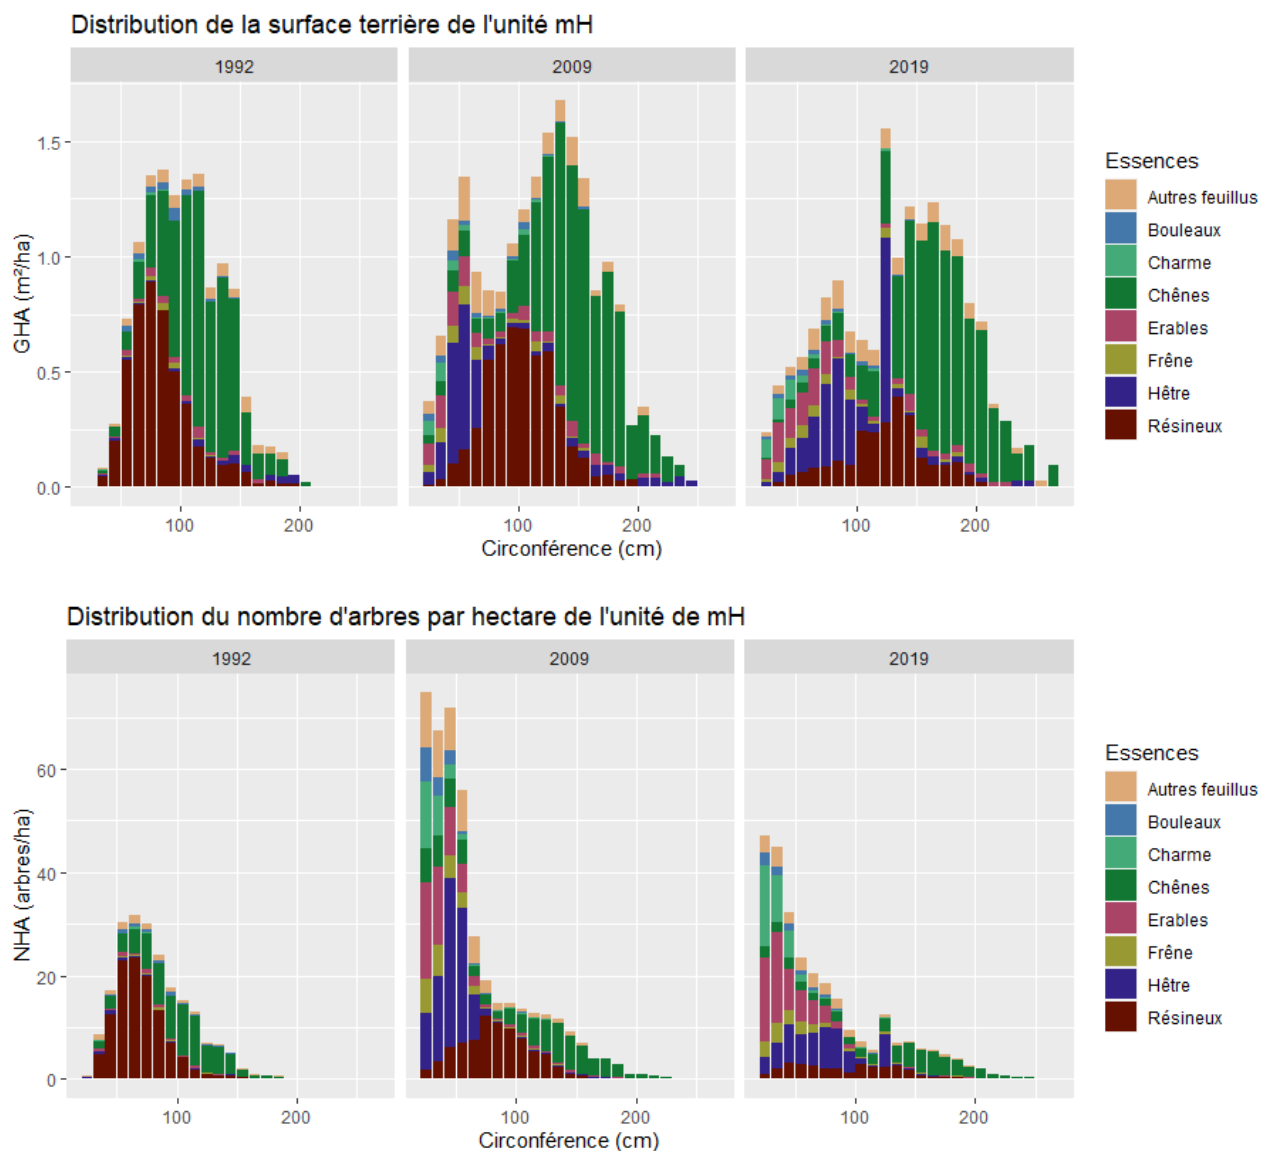 Distribution de la surface terrière de l'unité mH
1992
2009
2019
1.5
1.0
0.5
0.0
GHA (m²/ha)
100
200
100
200
100
200
Circonférence (cm)
Essences
Autres feuillus
Bouleaux
Charme
Chênes
Erables
Frêne
Hêtre
Résineux
Distribution du nombre d'arbres par hectare de l'unité de mH
1992
2009
2019
60
40
20
0
NHA (arbres/ha)
100
200
100
200
100
200
Circonférence (cm)
Essences
Autres feuillus
Bouleaux
Charme
Chênes
Erables
Frêne
Hêtre
Résineux